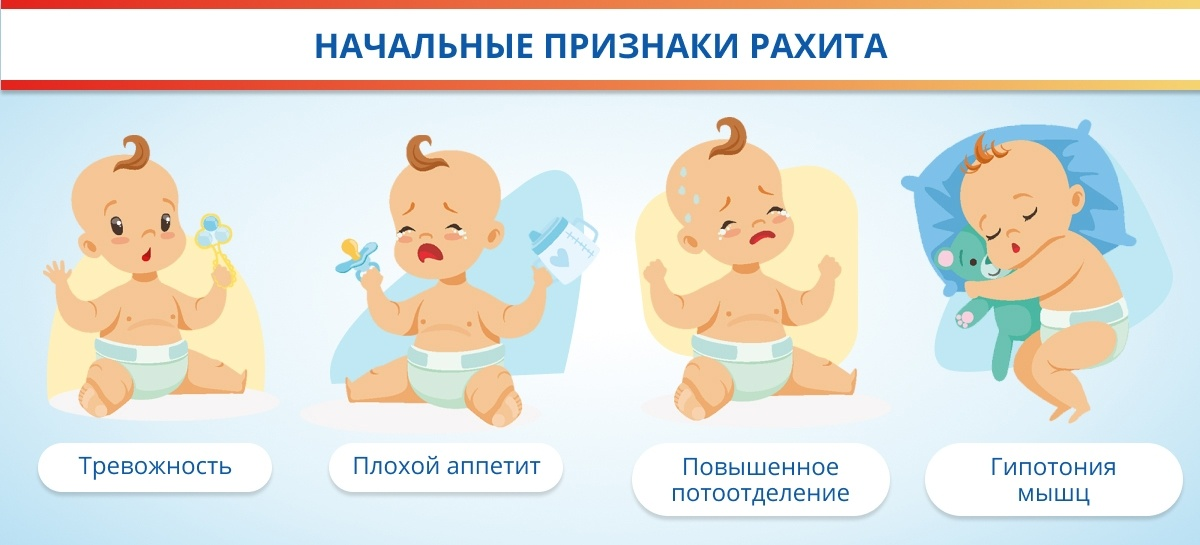 НАЧАЛЬНЫЕ ПРИЗНАКИ РАХИТА
Тревожность
Плохой аппетит
Повышенное
потоотделение
Гипотония
мышц